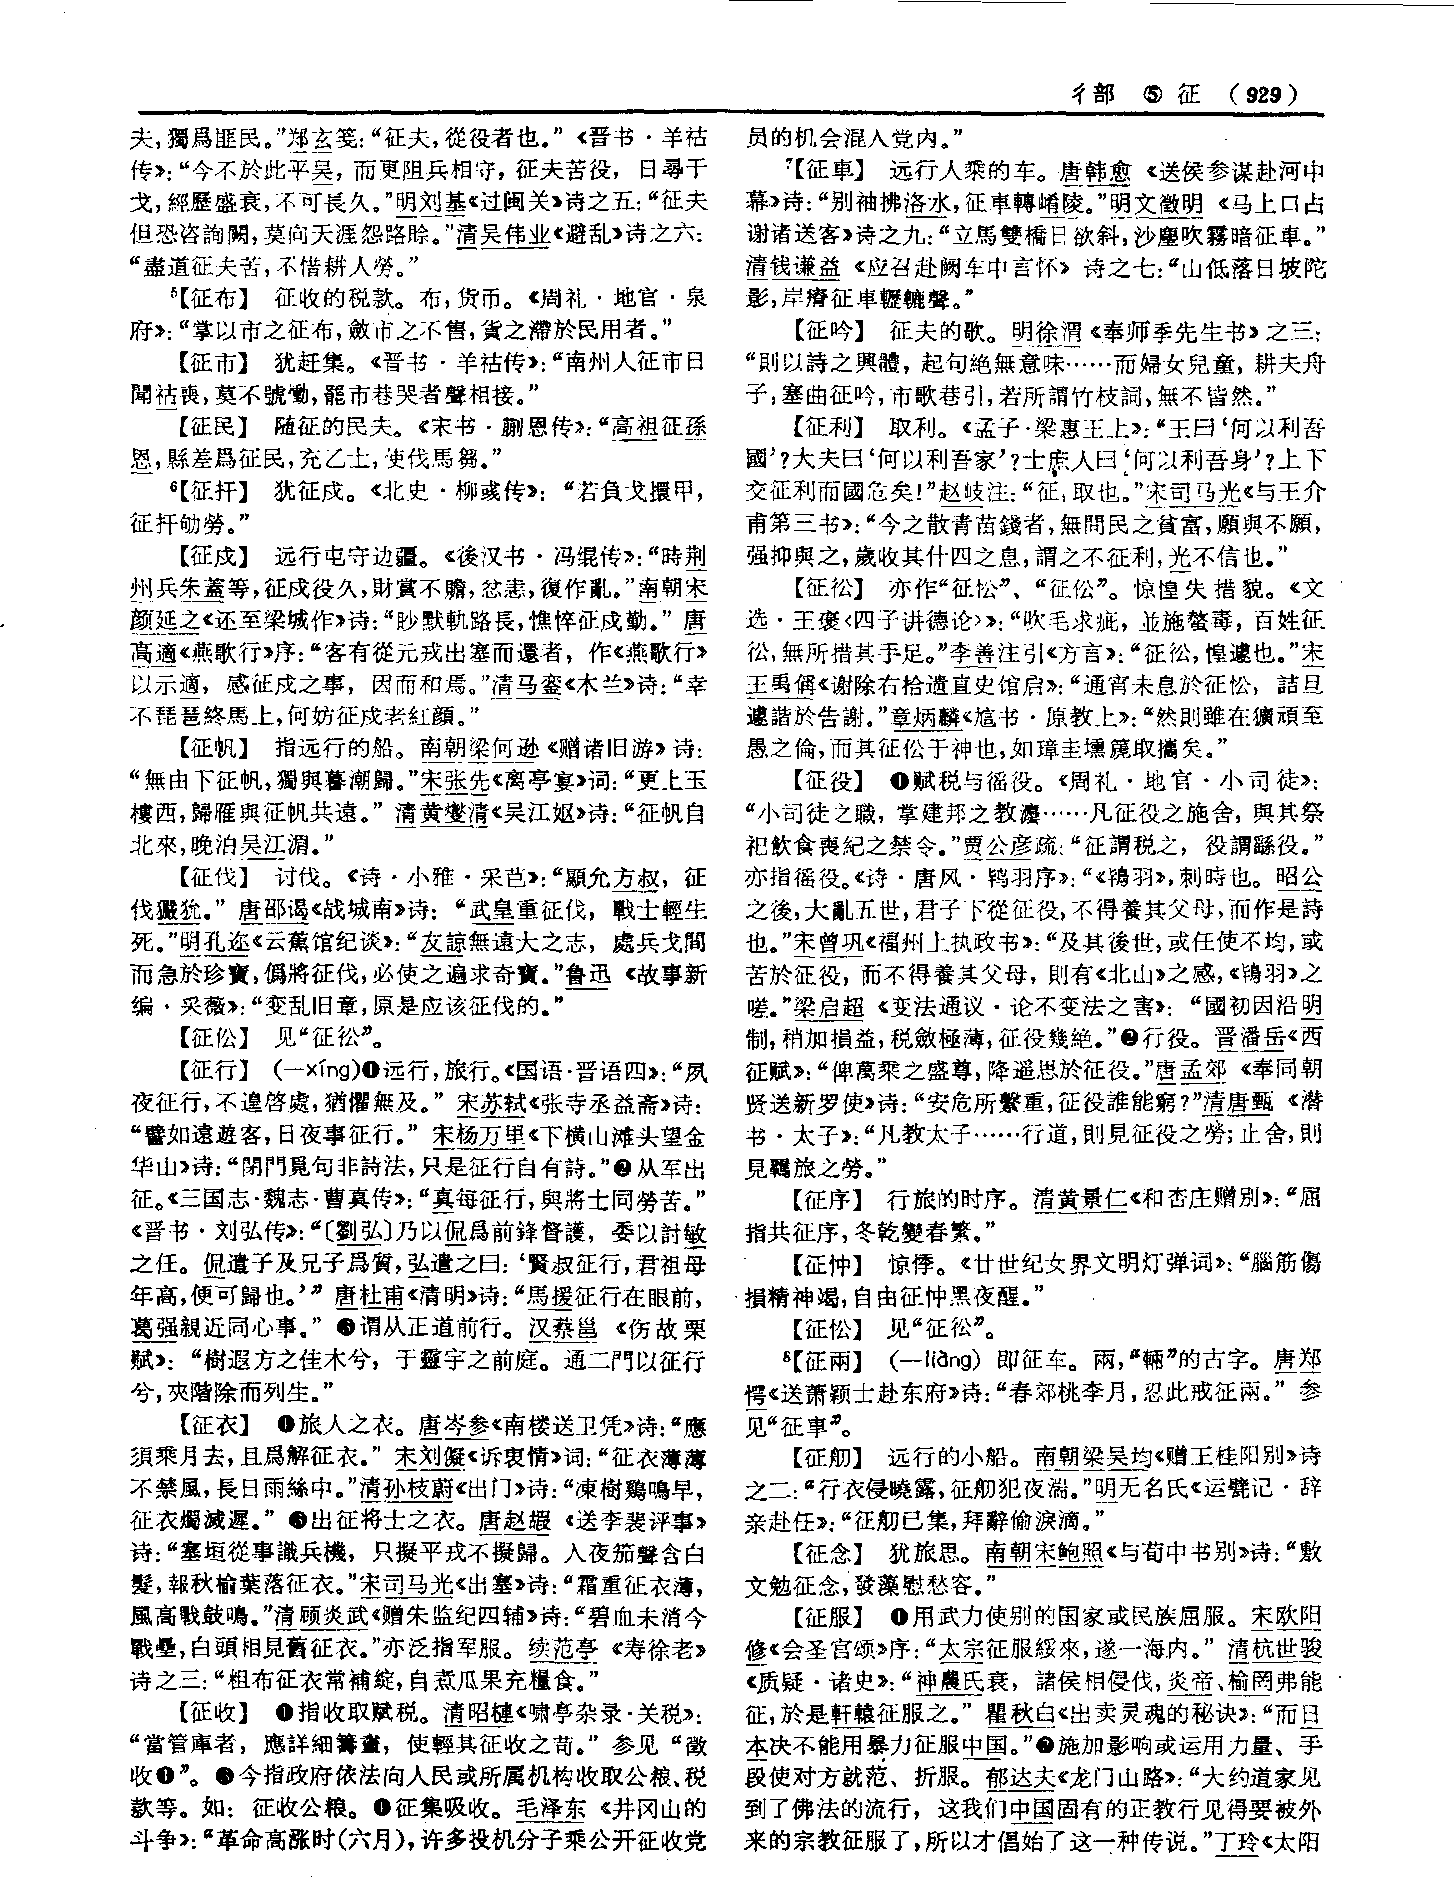 彳部 ⑤ 征 (929)
夫,獨爲匪民。”郑玄笺:“征夫,從役者也。”《晋书·羊祜
传》:“今不於此平吴,而更阻兵相守,征夫苦役,日尋干
戈,經歷盛衰,不可長久。”明刘基《过闽关》诗之五:“征夫
但恐咨詢闕,莫向天涯怨路賒。”清吴伟业《避乱》诗之六:
“盡道征夫苦,不惜耕人勞。”
5【征布】 征收的税款。布,货币。《周礼·地官·泉
府》:“掌以市之征布,斂市之不售,貨之滯於民用者。”
【征市】 犹赶集。《晋书·羊祜传》:“南州人征市日
聞祜喪,莫不號慟,罷市巷哭者聲相接。”
【征民】 随征的民夫。《宋书·蒯恩传》:“高祖征孫
恩,縣差爲征民,充乙士,使伐馬芻。”
6【征扞】 犹征戍。《北史·柳彧传》:“若負戈擐甲,
征扞劬勞。”
【征戍】 远行屯守边疆。《後汉书·冯緄传》:“時荆
州兵朱蓋等,征戍役久,財賞不贍,忿恚,復作亂。”南朝宋
颜延之《还至梁城作》诗:“眇默軌路長,憔悴征戍勤。”唐
高適《燕歌行》序:“客有從元戎出塞而還者,作《燕歌行》
以示適,感征戍之事,因而和焉。”清马銮《木兰》诗:“幸
不琵琶終馬上,何妨征戍老紅顔。”
【征帆】 指远行的船。南朝梁何逊《赠诸旧游》诗:
“無由下征帆,獨與暮潮歸。”宋张先《离亭宴》词:“更上玉
樓西,歸雁與征帆共遠。”清黄燮清《吴江妪》诗:“征帆自
北來,晚泊吴江湄。”
【征伐】 讨伐。《诗·小雅·采芑》:“顯允方叔,征
伐玁狁。”唐邵谒《战城南》诗:“武皇重征伐,戰士輕生
死。”明孔迩《云蕉馆纪谈》:“友諒無遠大之志,處兵戈間
而急於珍寶,僞將征伐,必使之遍求奇寶。”鲁迅《故事新
编·采薇》:“变乱旧章,原是应该征伐的。”
【征伀】 见“征彸”。
【征行】 (—xíng)❶远行,旅行。《国语·晋语四》:“夙
夜征行,不遑啓處,猶懼無及。”宋苏轼《张寺丞益斋》诗:
“譬如遠遊客,日夜事征行。”宋杨万里《下横山滩头望金
华山》诗:“閉門覓句非詩法,只是征行自有詩。”❷从军出
征。《三国志·魏志·曹真传》:“真每征行,與將士同勞苦。”
《晋书·刘弘传》:“〔劉弘〕乃以侃爲前鋒督護,委以討敏
之任。侃遣子及兄子爲質,弘遣之曰:‘賢叔征行,君祖母
年高,便可歸也。’”唐杜甫《清明》诗:“馬援征行在眼前,
葛强親近同心事。”❸谓从正道前行。汉蔡邕《伤故栗
赋》:“樹遐方之佳木兮,于靈宇之前庭。通二門以征行
兮,夾階除而列生。”
【征衣】 ❶旅人之衣。唐岑参《南楼送卫凭》诗:“應
須乘月去,且爲解征衣。”宋刘儗《诉衷情》词:“征衣薄薄
不禁風,長日雨絲中。”清孙枝蔚《出门》诗:“凍樹鷄鳴早,
征衣燭滅遲。”❷出征将士之衣。唐赵嘏《送李裴评事》
诗:“塞垣從事識兵機,只擬平戎不擬歸。入夜笳聲含白
髮,報秋榆葉落征衣。”宋司马光《出塞》诗:“霜重征衣薄,
風高戰鼓鳴。”清顾炎武《赠朱监纪四辅》诗:“碧血未消今
戰壘,白頭相見舊征衣。”亦泛指军服。续范亭《寿徐老》
诗之三:“粗布征衣常補綻,自煮瓜果充糧食。”
【征收】 ❶指收取赋税。清昭槤《啸亭杂录·关税》:
“當管庫者,應詳細籌畫,使輕其征收之苛。”参见“徵
收❶”。❷今指政府依法向人民或所属机构收取公粮、税
款等。如:征收公粮。❸征集吸收。毛泽东《井冈山的
斗争》:“革命高涨时(六月),许多投机分子乘公开征收党
员的机会混入党内。”
7【征車】 远行人乘的车。唐韩愈《送侯参谋赴河中
幕》诗:“别袖拂洛水,征車轉崤陵。”明文徵明《马上口占
谢诸送客》诗之九:“立馬雙橋日欲斜,沙塵吹霧暗征車。”
清钱谦益《应召赴阙车中言怀》诗之七:“山低落日坡陀
影,岸瘠征車轣轆聲。”
【征吟】 征夫的歌。明徐渭《奉师季先生书》之三:
“則以詩之興體,起句絶無意味……而婦女兒童,耕夫舟
子,塞曲征吟,市歌巷引,若所謂竹枝詞,無不皆然。”
【征利】 取利。《孟子·梁惠王上》:“王曰‘何以利吾
國’?大夫曰‘何以利吾家’?士庶人曰‘何以利吾身’?上下
交征利而國危矣!”赵岐注:“征,取也。”宋司马光《与王介
甫第三书》:“今之散青苗錢者,無問民之貧富,願與不願,
强抑與之,歲收其什四之息,謂之不征利,光不信也。”
【征彸】 亦作“征忪”、“征伀”。惊惶失措貌。《文
选·王褒〈四子讲德论〉》:“吹毛求疵,並施螫毒,百姓征
彸,無所措其手足。”李善注引《方言》:“征彸,惶遽也。”宋
王禹偁《谢除右拾遗直史馆启》:“通宵未息於征忪,詰旦
遽諧於告謝。”章炳麟《訄书·原教上》:“然則雖在獷頑至
愚之倫,而其征伀于神也,如璋圭壎篪取攜矣。”
【征役】 ❶赋税与徭役。《周礼·地官·小司徒》:
“小司徒之職,掌建邦之教灋……凡征役之施舍,與其祭
祀飲食喪紀之禁令。”贾公彦疏:“征謂税之,役謂繇役。”
亦指徭役。《诗·唐风·鸨羽序》:“《鴇羽》,刺時也。昭公
之後,大亂五世,君子下從征役,不得養其父母,而作是詩
也。”宋曾巩《福州上执政书》:“及其後世,或任使不均,或
苦於征役,而不得養其父母,則有《北山》之感,《鴇羽》之
嗟。”梁启超《变法通议·论不变法之害》:“國初因沿明
制,稍加損益,税斂極薄,征役幾絶。”❷行役。晋潘岳《西
征赋》:“俾萬乘之盛尊,降遥思於征役。”唐孟郊《奉同朝
贤送新罗使》诗:“安危所繫重,征役誰能窮?”清唐甄《潜
书·太子》:“凡教太子……行道,則見征役之勞;止舍,則
見羈旅之勞。”
【征序】 行旅的时序。清黄景仁《和杏庄赠别》:“屈
指共征序,冬乾變春繁。”
【征忡】 惊悸。《廿世纪女界文明灯弹词》:“腦筋傷
損精神竭,自由征忡黑夜醒。”
【征忪】 见“征彸”。
8【征兩】 (—liàng) 即征车。兩,“輛”的古字。唐郑
愕《送萧颖士赴东府》诗:“春郊桃李月,忍此戒征兩。”参
见“征車”。
【征舠】 远行的小船。南朝梁吴均《赠王桂阳别》诗
之二:“行衣侵曉露,征舠犯夜湍。”明无名氏《运甓记·辞
亲赴任》:“征舠已集,拜辭偷淚滴。”
【征念】 犹旅思。南朝宋鲍照《与荀中书别》诗:“敷
文勉征念,發藻慰愁容。”
【征服】 ❶用武力使别的国家或民族屈服。宋欧阳
修《会圣宫颂》序:“太宗征服綏來,遂一海内。”清杭世骏
《质疑·诸史》:“神農氏衰,諸侯相侵伐,炎帝、榆罔弗能
征,於是軒轅征服之。”瞿秋白《出卖灵魂的秘诀》:“而日
本决不能用暴力征服中国。”❷施加影响或运用力量、手
段使对方就范、折服。郁达夫《龙门山路》:“大约道家见
到了佛法的流行,这我们中国固有的正教行见得要被外
来的宗教征服了,所以才倡始了这一种传说。”丁玲《太阳